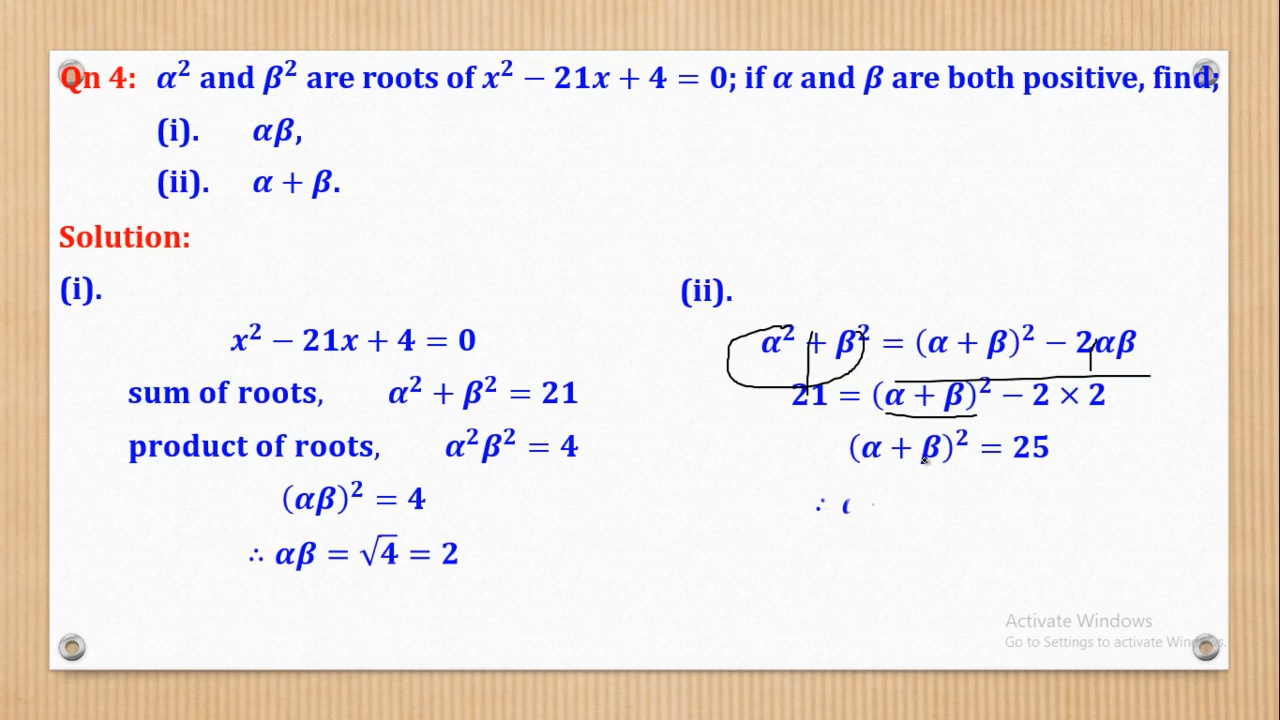 Qn 4: α² and β² are roots of x² − 21x + 4 = 0; if α and β are both positive, find;
(i). αβ,
(ii). α + β.
Solution:
(i).
x² − 21x + 4 = 0
sum of roots, α² + β² = 21
product of roots, α²β² = 4
(αβ)² = 4
∴ αβ = √4 = 2
(ii).
α² + β² = (α + β)² − 2αβ
21 = (α + β)² − 2 × 2
(α + β)² = 25
Activate Windows
Go to Settings to activate Windows.